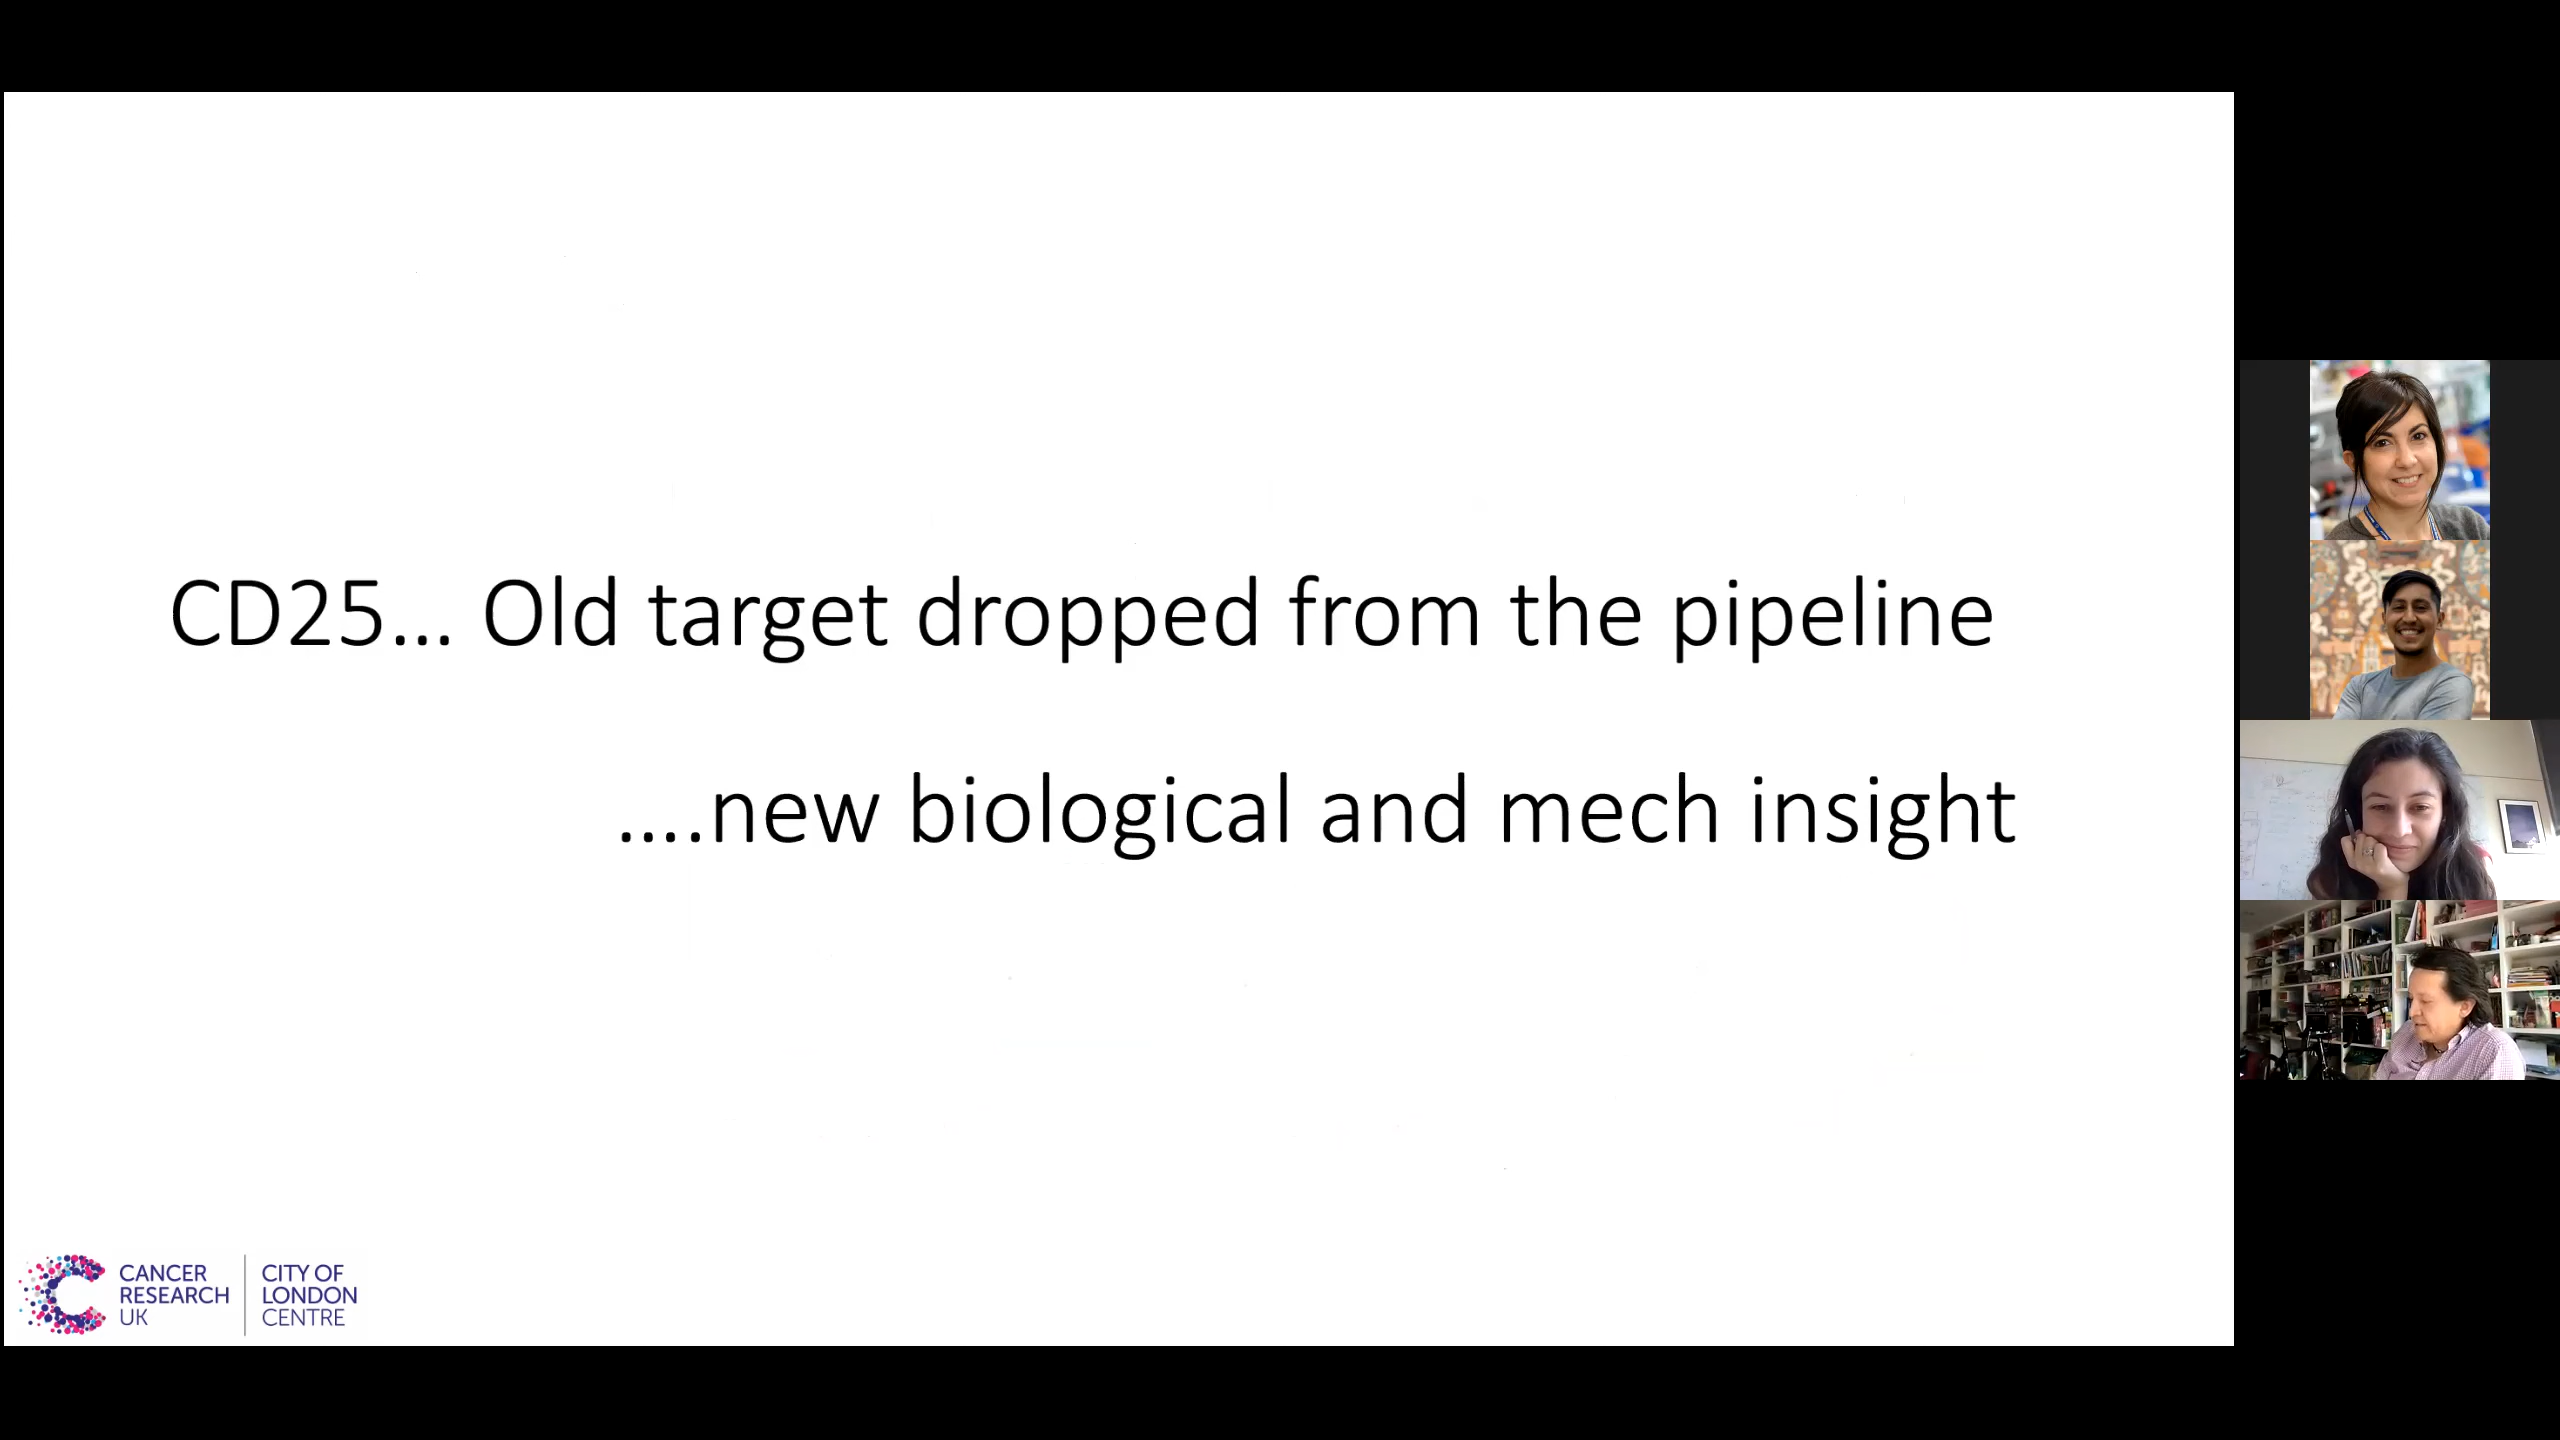 CD25... Old target dropped from the pipeline
....new biological and mech insight
CANCER
RESEARCH
UK
CITY OF
LONDON
CENTRE